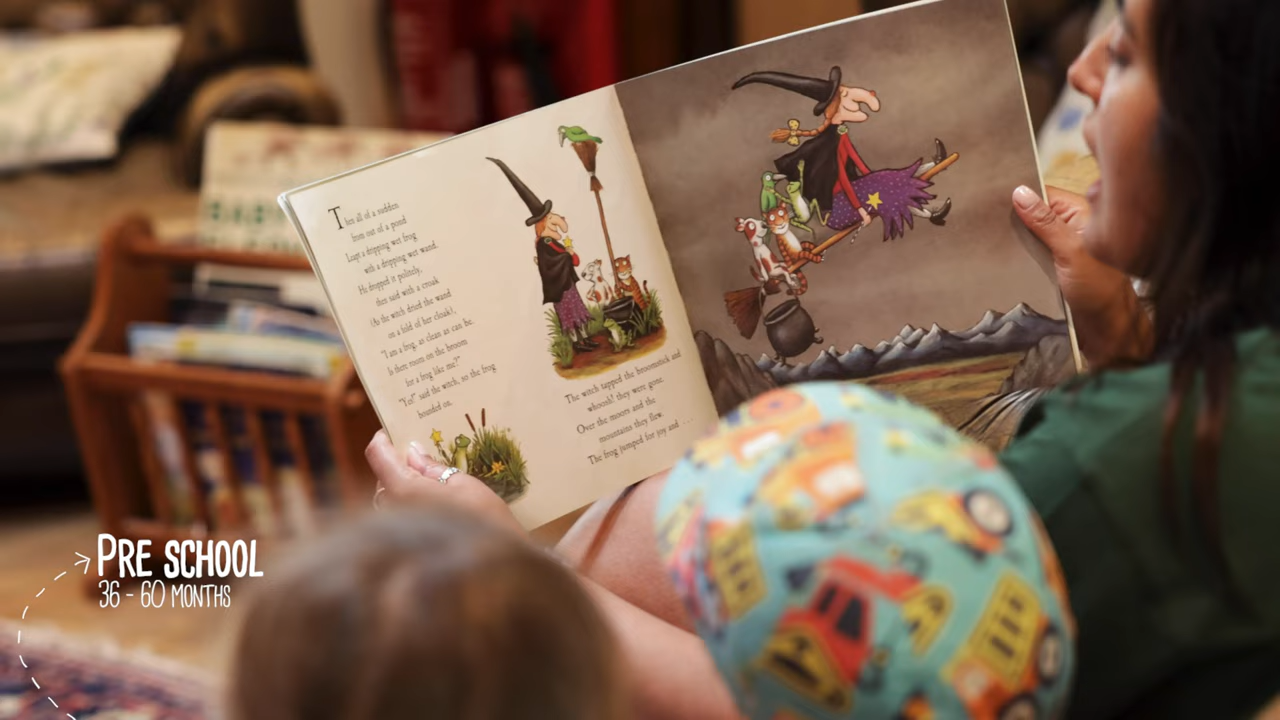 Then all of a sudden
from out of a pond
Leapt a dripping wet frog
with a dripping wet wand.
He dropped it politely,
then said with a croak
(As the witch dried the wand
on a fold of her cloak),
"I am a frog, as clean as can be.
Is there room on the broom
for a frog like me?"
"Yes!" said the witch, so the frog
bounded on.
The witch tapped the broomstick and
whoosh! they were gone.
Over the moors and the
mountains they flew.
The frog jumped for joy and . . .
PRE SCHOOL
36 - 60 MONTHS